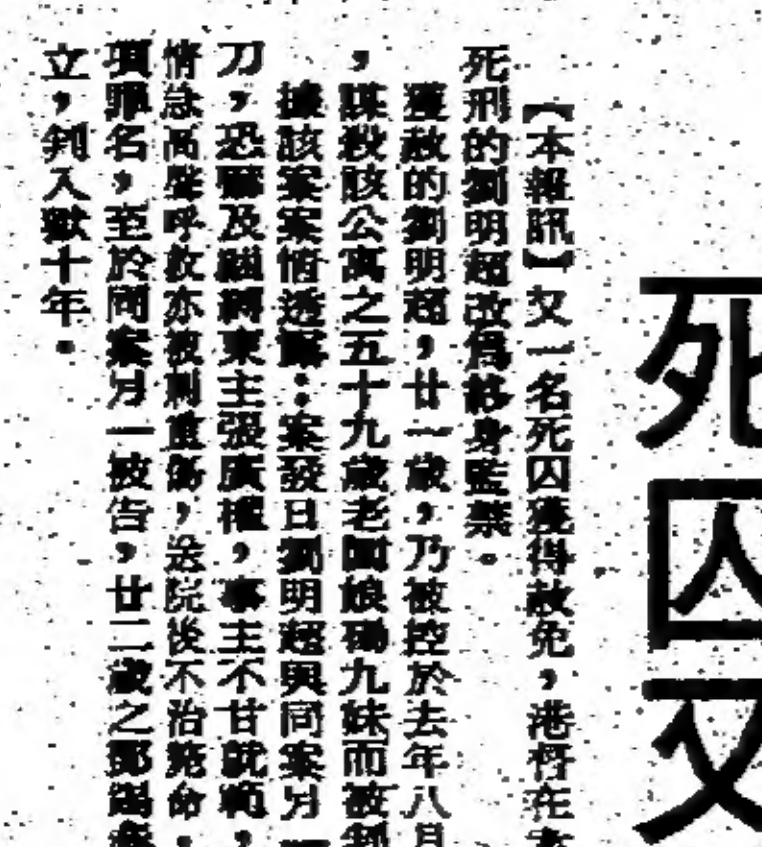 死囚又
【本報訊】又一名死囚獲得赦免,港督在
死刑的劉明超改爲終身監禁。
獲赦的劉明超,廿一歲,乃被控於去年八月
,謀殺該公寓之五十九歲老闆娘楊九妹而被判
據該案案情透露:案發日劉明超與同案另一
刀,恐嚇及綑縛東主張廣權,事主不甘就範,
情急高聲呼救亦被刺重傷,送院後不治斃命。
項罪名,至於同案另一被告,廿二歲之鄧錫
立,判入獄十年。